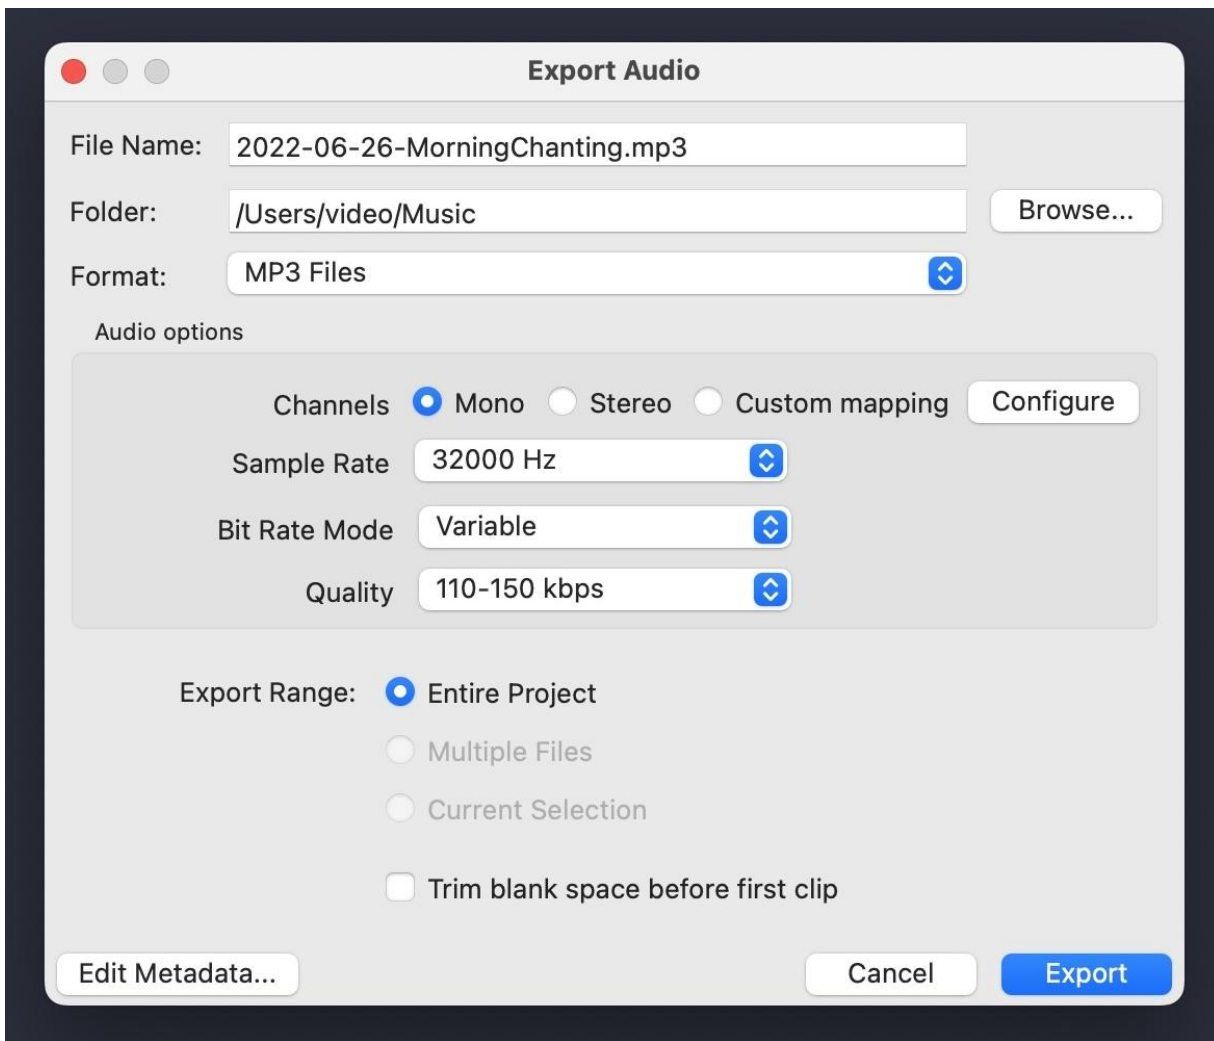 Export Audio
File Name: 2022-06-26-MorningChanting.mp3
Folder: /Users/video/Music Browse...
Format: MP3 Files
Audio options
Channels Mono Stereo Custom mapping Configure
Sample Rate 32000 Hz
Bit Rate Mode Variable
Quality 110-150 kbps
Export Range: Entire Project
Multiple Files
Current Selection
Trim blank space before first clip
Edit Metadata... Cancel Export